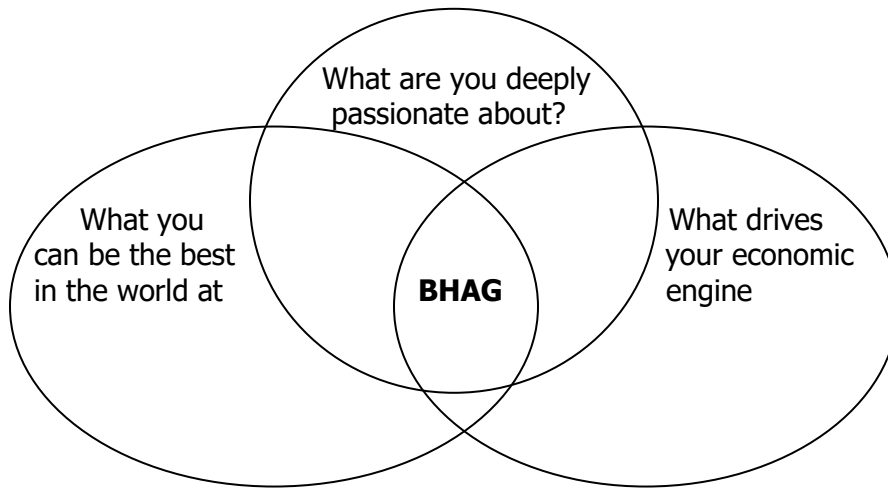 What are you deeply
passionate about?
What you
can be the best
in the world at
BHAG
What drives
your economic
engine